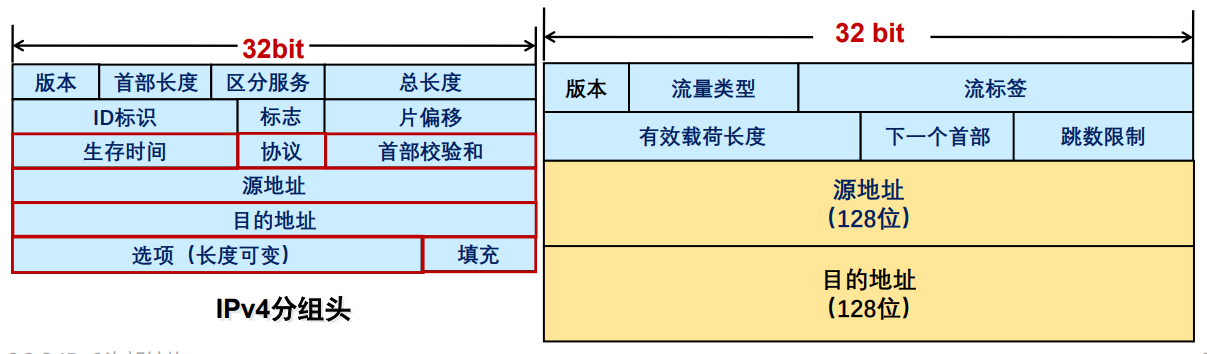 32bit
版本 首部长度 区分服务 总长度
ID标识 标志 片偏移
生存时间 协议 首部校验和
源地址
目的地址
选项（长度可变） 填充
IPv4分组头
32 bit
版本 流量类型 流标签
有效载荷长度 下一个首部 跳数限制
源地址
(128位)
目的地址
(128位)